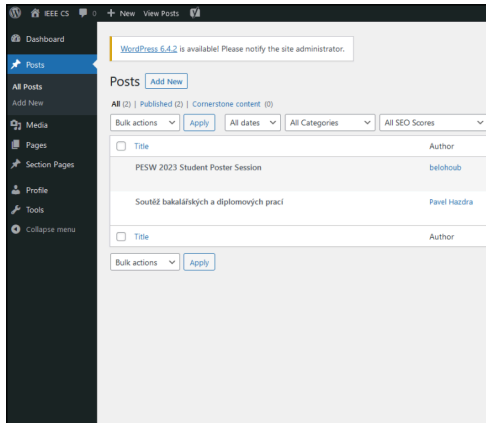 IEEE CS 0 + New View Posts
Dashboard
WordPress 6.4.2 is available! Please notify the site administrator.
Posts
All Posts
Add New
Media
Pages
Section Pages
Profile
Tools
Collapse menu
Posts Add New
All (2) | Published (2) | Cornerstone content (0)
Bulk actions Apply All dates All Categories All SEO Scores
Title Author
PESW 2023 Student Poster Session belohoub
Soutěž bakalářských a diplomových prací Pavel Hazdra
Title Author
Bulk actions Apply